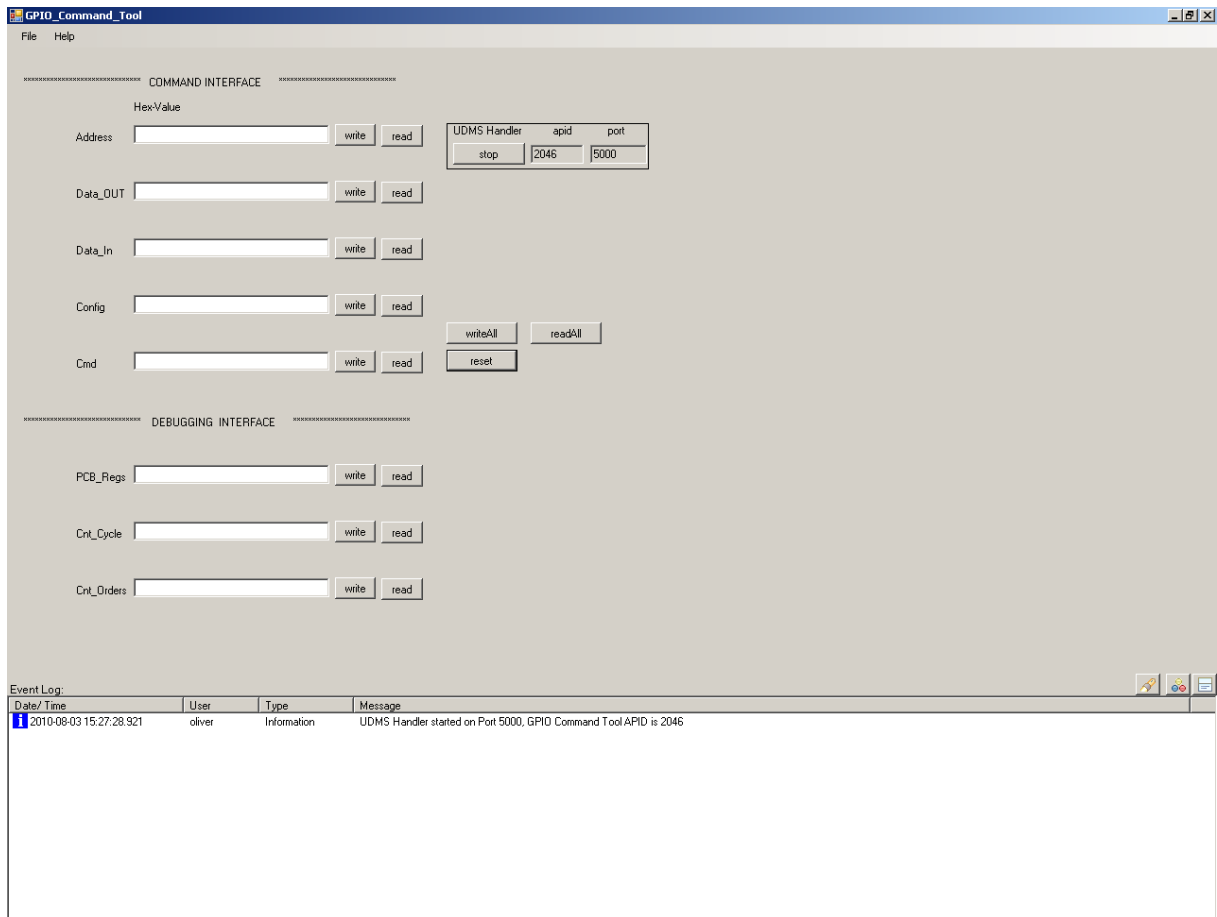 GPIO_Command_Tool
File Help
******************************* COMMAND INTERFACE *******************************
Hex-Value
Address write read
UDMS Handler apid port
stop 2046 5000
Data_OUT write read
Data_In write read
Config write read
writeAll readAll
Cmd write read
reset
******************************* DEBUGGING INTERFACE *******************************
PCB_Regs write read
Cnt_Cycle write read
Cnt_Orders write read
Event Log:
Date/ Time User Type Message
2010-08-03 15:27:28.921 oliver Information UDMS Handler started on Port 5000, GPIO Command Tool APID is 2046